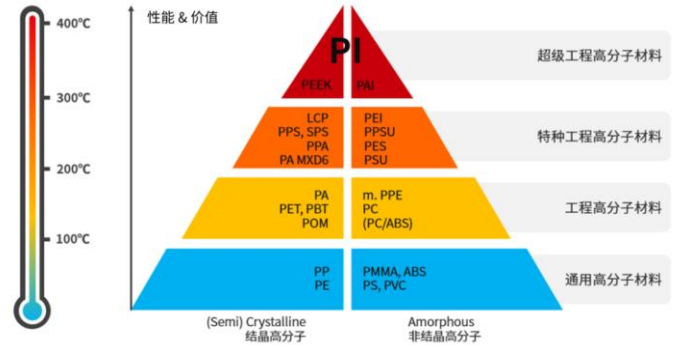 400℃
300℃
200℃
100℃
性能 & 价值
PI
PEEK
PAI
超级工程高分子材料
LCP
PPS, SPS
PPA
PA MXD6
PEI
PPSU
PES
PSU
特种工程高分子材料
PA
PET, PBT
POM
m. PPE
PC
(PC/ABS)
工程高分子材料
PP
PE
PMMA, ABS
PS, PVC
通用高分子材料
(Semi) Crystalline
结晶高分子
Amorphous
非结晶高分子